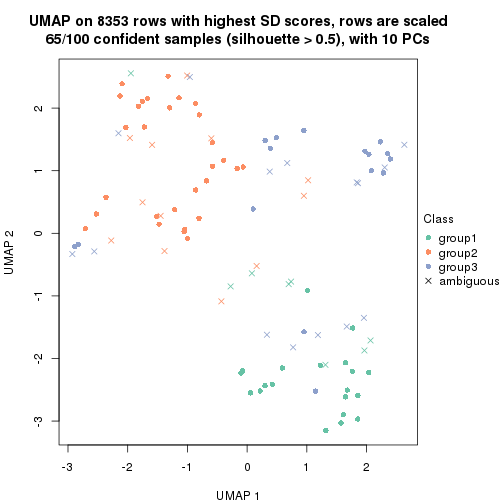 UMAP on 8353 rows with highest SD scores, rows are scaled
65/100 confident samples (silhouette > 0.5), with 10 PCs
UMAP 2
2
1
0
-1
-2
-3
-3
-2
-1
0
1
2
UMAP 1
Class
group1
group2
group3
ambiguous